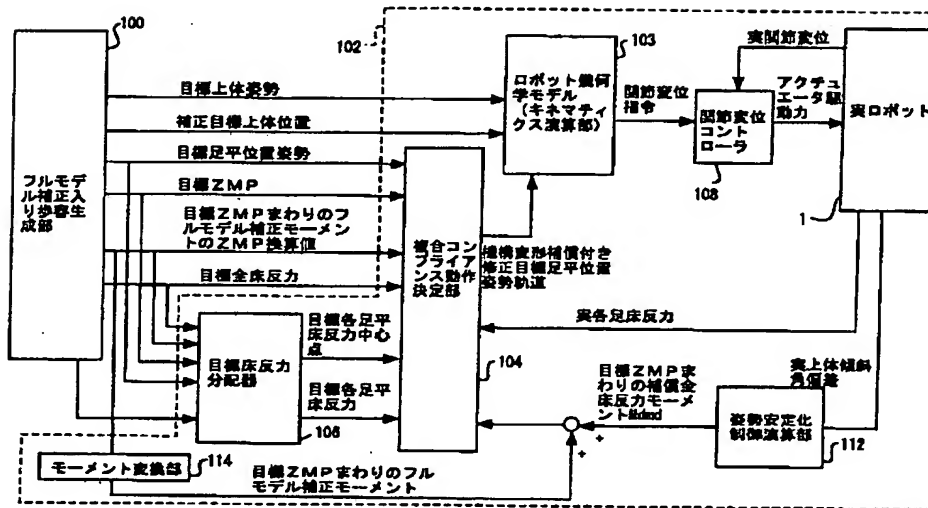 100
102
103
実関節変位
目標上体姿勢
ロボット幾何
学モデル
(キネマティ
クス演算部)
関節変位
指令
関節変位
コント
ローラ
108
アクチュ
エータ駆
動力
実ロボット
1
補正目標上体位置
目標足平位置姿勢
フルモデ
ル補正入
り歩容生
成部
目標ZMP
目標ZMPまわりのフ
ルモデル補正モーメン
トのZMP換算値
目標全床反力
複合コン
プライア
ンス動作
決定部
104
機構変形補償付き
修正目標足平位置
姿勢軌道
実各足床反力
目標床反力
分配器
106
目標各足平
床反力中心
点
目標各足平
床反力
目標ZMPま
わりの補償全
床反力モーメ
ントMdmd
+
+
実上体傾斜
角偏差
姿勢安定化
制御演算部
112
モーメント変換部
114
目標ZMPまわりのフル
モデル補正モーメント